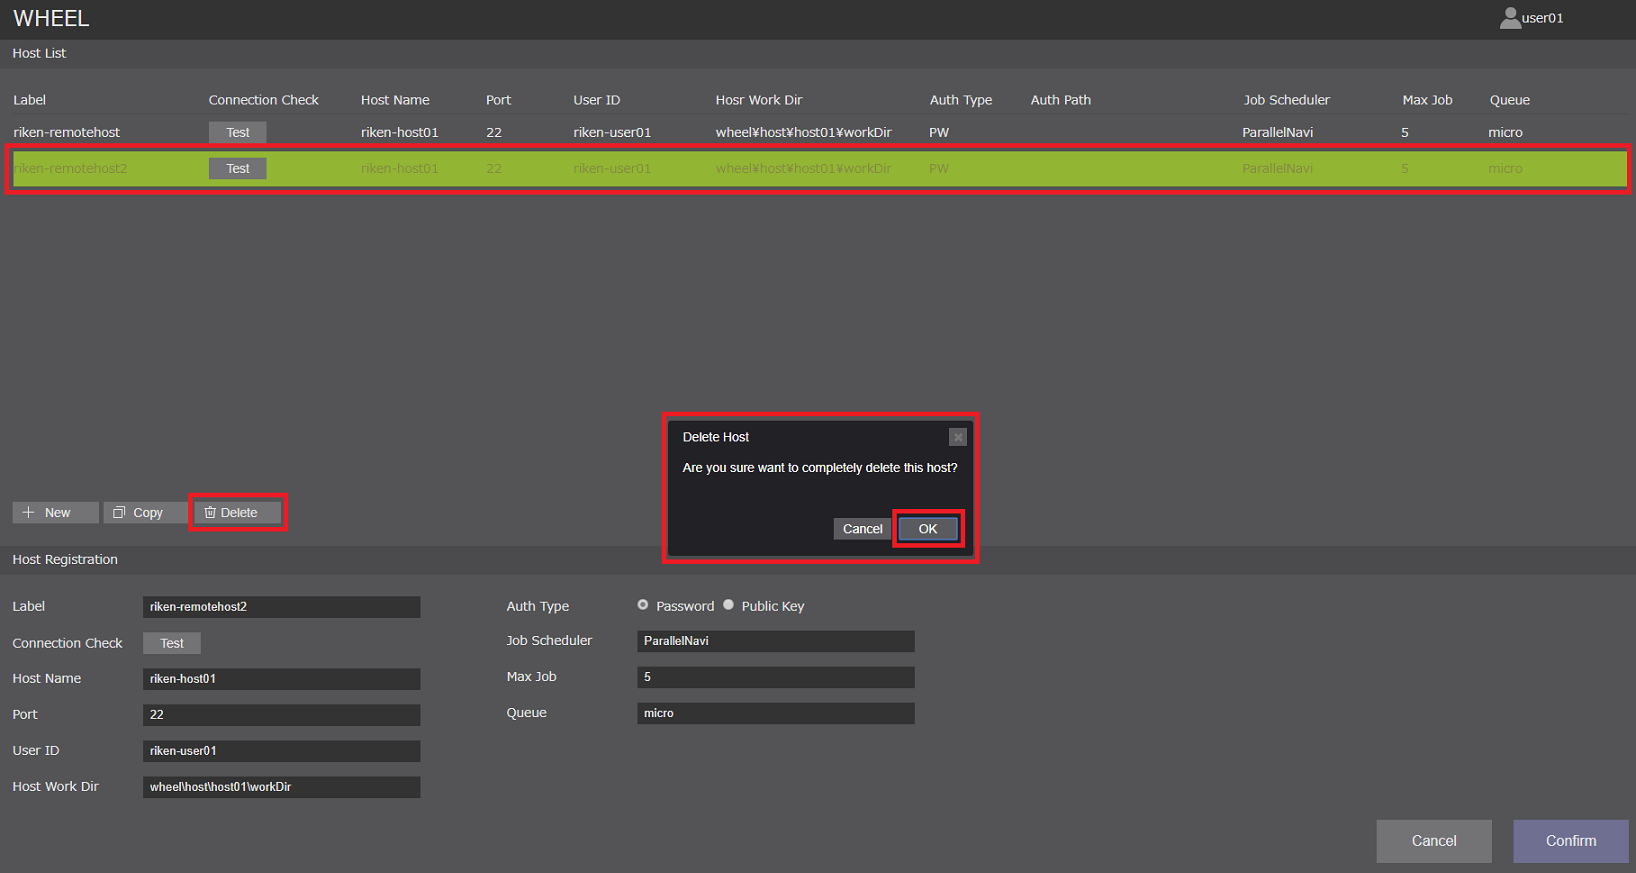 WHEEL
user01
Host List
Label Connection Check Host Name Port User ID Hosr Work Dir Auth Type Auth Path Job Scheduler Max Job Queue
riken-remotehost Test riken-host01 22 riken-user01 wheel¥host¥host01¥workDir PW ParallelNavi 5 micro
riken-remotehost2 Test riken-host01 22 riken-user01 wheel¥host¥host01¥workDir PW ParallelNavi 5 micro
Delete Host
Are you sure want to completely delete this host?
Cancel OK
New Copy Delete
Host Registration
Label riken-remotehost2
Connection Check Test
Host Name riken-host01
Port 22
User ID riken-user01
Host Work Dir wheel\host\host01\workDir
Auth Type Password Public Key
Job Scheduler ParallelNavi
Max Job 5
Queue micro
Cancel Confirm